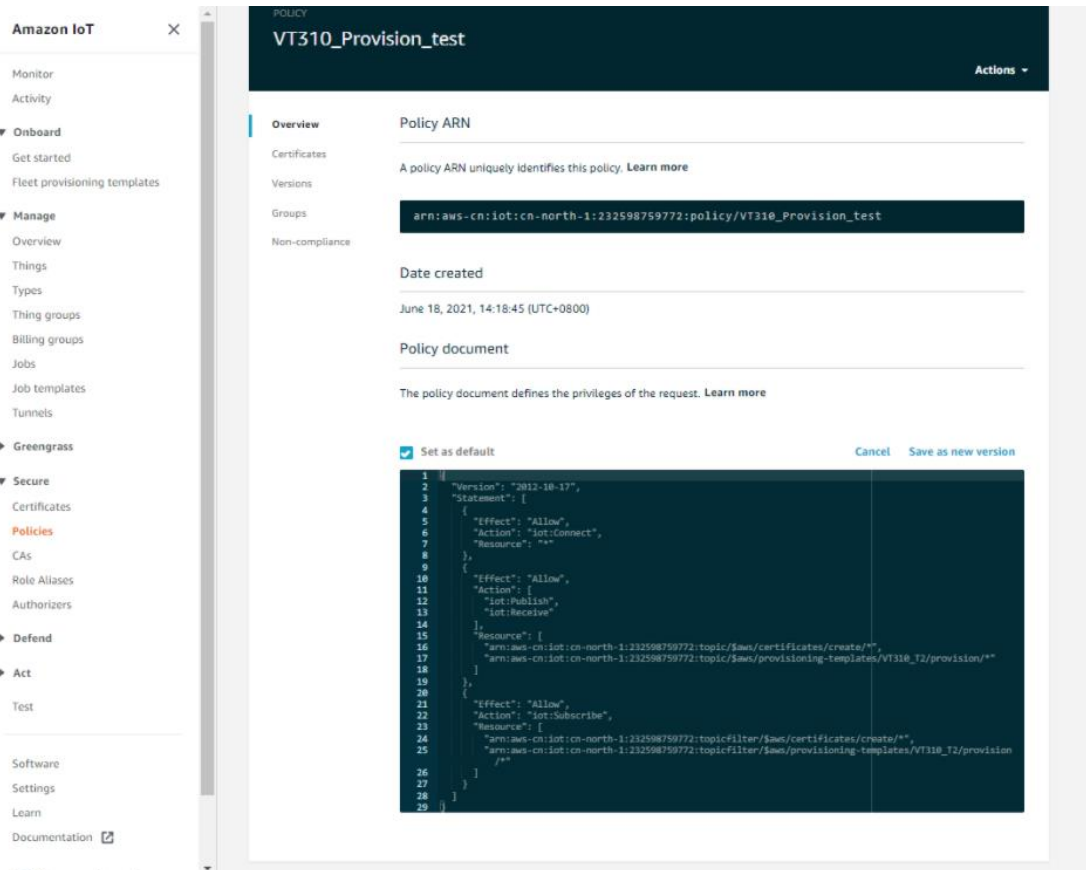 Amazon IoT
Monitor
Activity
Onboard
Get started
Fleet provisioning templates
Manage
Overview
Things
Types
Thing groups
Billing groups
Jobs
Job templates
Tunnels
Greengrass
Secure
Certificates
Policies
CAs
Role Aliases
Authorizers
Defend
Act
Test
Software
Settings
Learn
Documentation
POLICY
VT310_Provision_test
Actions
Overview
Certificates
Versions
Groups
Non-compliance
Policy ARN
A policy ARN uniquely identifies this policy. Learn more
arn:aws-cn:iot:cn-north-1:232598759772:policy/VT310_Provision_test
Date created
June 18, 2021, 14:18:45 (UTC+0800)
Policy document
The policy document defines the privileges of the request. Learn more
Set as default
Cancel Save as new version
1 {
2 "Version": "2012-10-17",
3 "Statement": [
4 {
5 "Effect": "Allow",
6 "Action": "iot:Connect",
7 "Resource": "*"
8 },
9 {
10 "Effect": "Allow",
11 "Action": [
12 "iot:Publish",
13 "iot:Receive"
14 ],
15 "Resource": [
16 "arn:aws-cn:iot:cn-north-1:232598759772:topic/$aws/certificates/create/*",
17 "arn:aws-cn:iot:cn-north-1:232598759772:topic/$aws/provisioning-templates/VT310_T2/provision/*"
18 ]
19 },
20 {
21 "Effect": "Allow",
22 "Action": "iot:Subscribe",
23 "Resource": [
24 "arn:aws-cn:iot:cn-north-1:232598759772:topicfilter/$aws/certificates/create/*",
25 "arn:aws-cn:iot:cn-north-1:232598759772:topicfilter/$aws/provisioning-templates/VT310_T2/provision
/*"
26 ]
27 }
28 ]
29 }